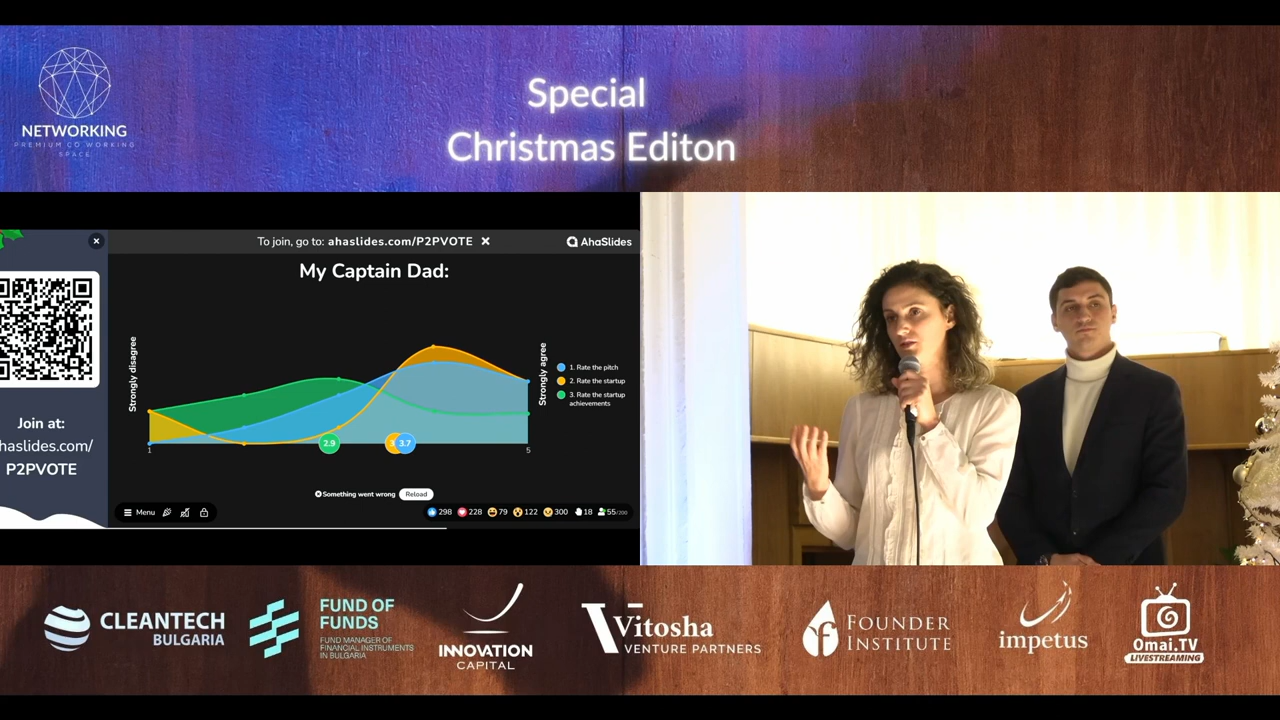 NETWORKING
PREMIUM CO WORKING
SPACE
Special
Christmas Editon
To join, go to: ahaslides.com/P2PVOTE
AhaSlides
My Captain Dad:
Strongly disagree
Strongly agree
1. Rate the pitch
2. Rate the startup
3. Rate the startup
achievements
2.9
3.7
1
5
Join at:
haslides.com/
P2PVOTE
Something went wrong
Reload
Menu
298
228
79
122
300
18
55/200
CLEANTECH
BULGARIA
FUND OF
FUNDS
FUND MANAGER OF
FINANCIAL INSTRUMENTS
IN BULGARIA
INNOVATION
CAPITAL
Vitosha
VENTURE PARTNERS
FOUNDER
INSTITUTE
impetus
Omai.TV
LIVESTREAMING